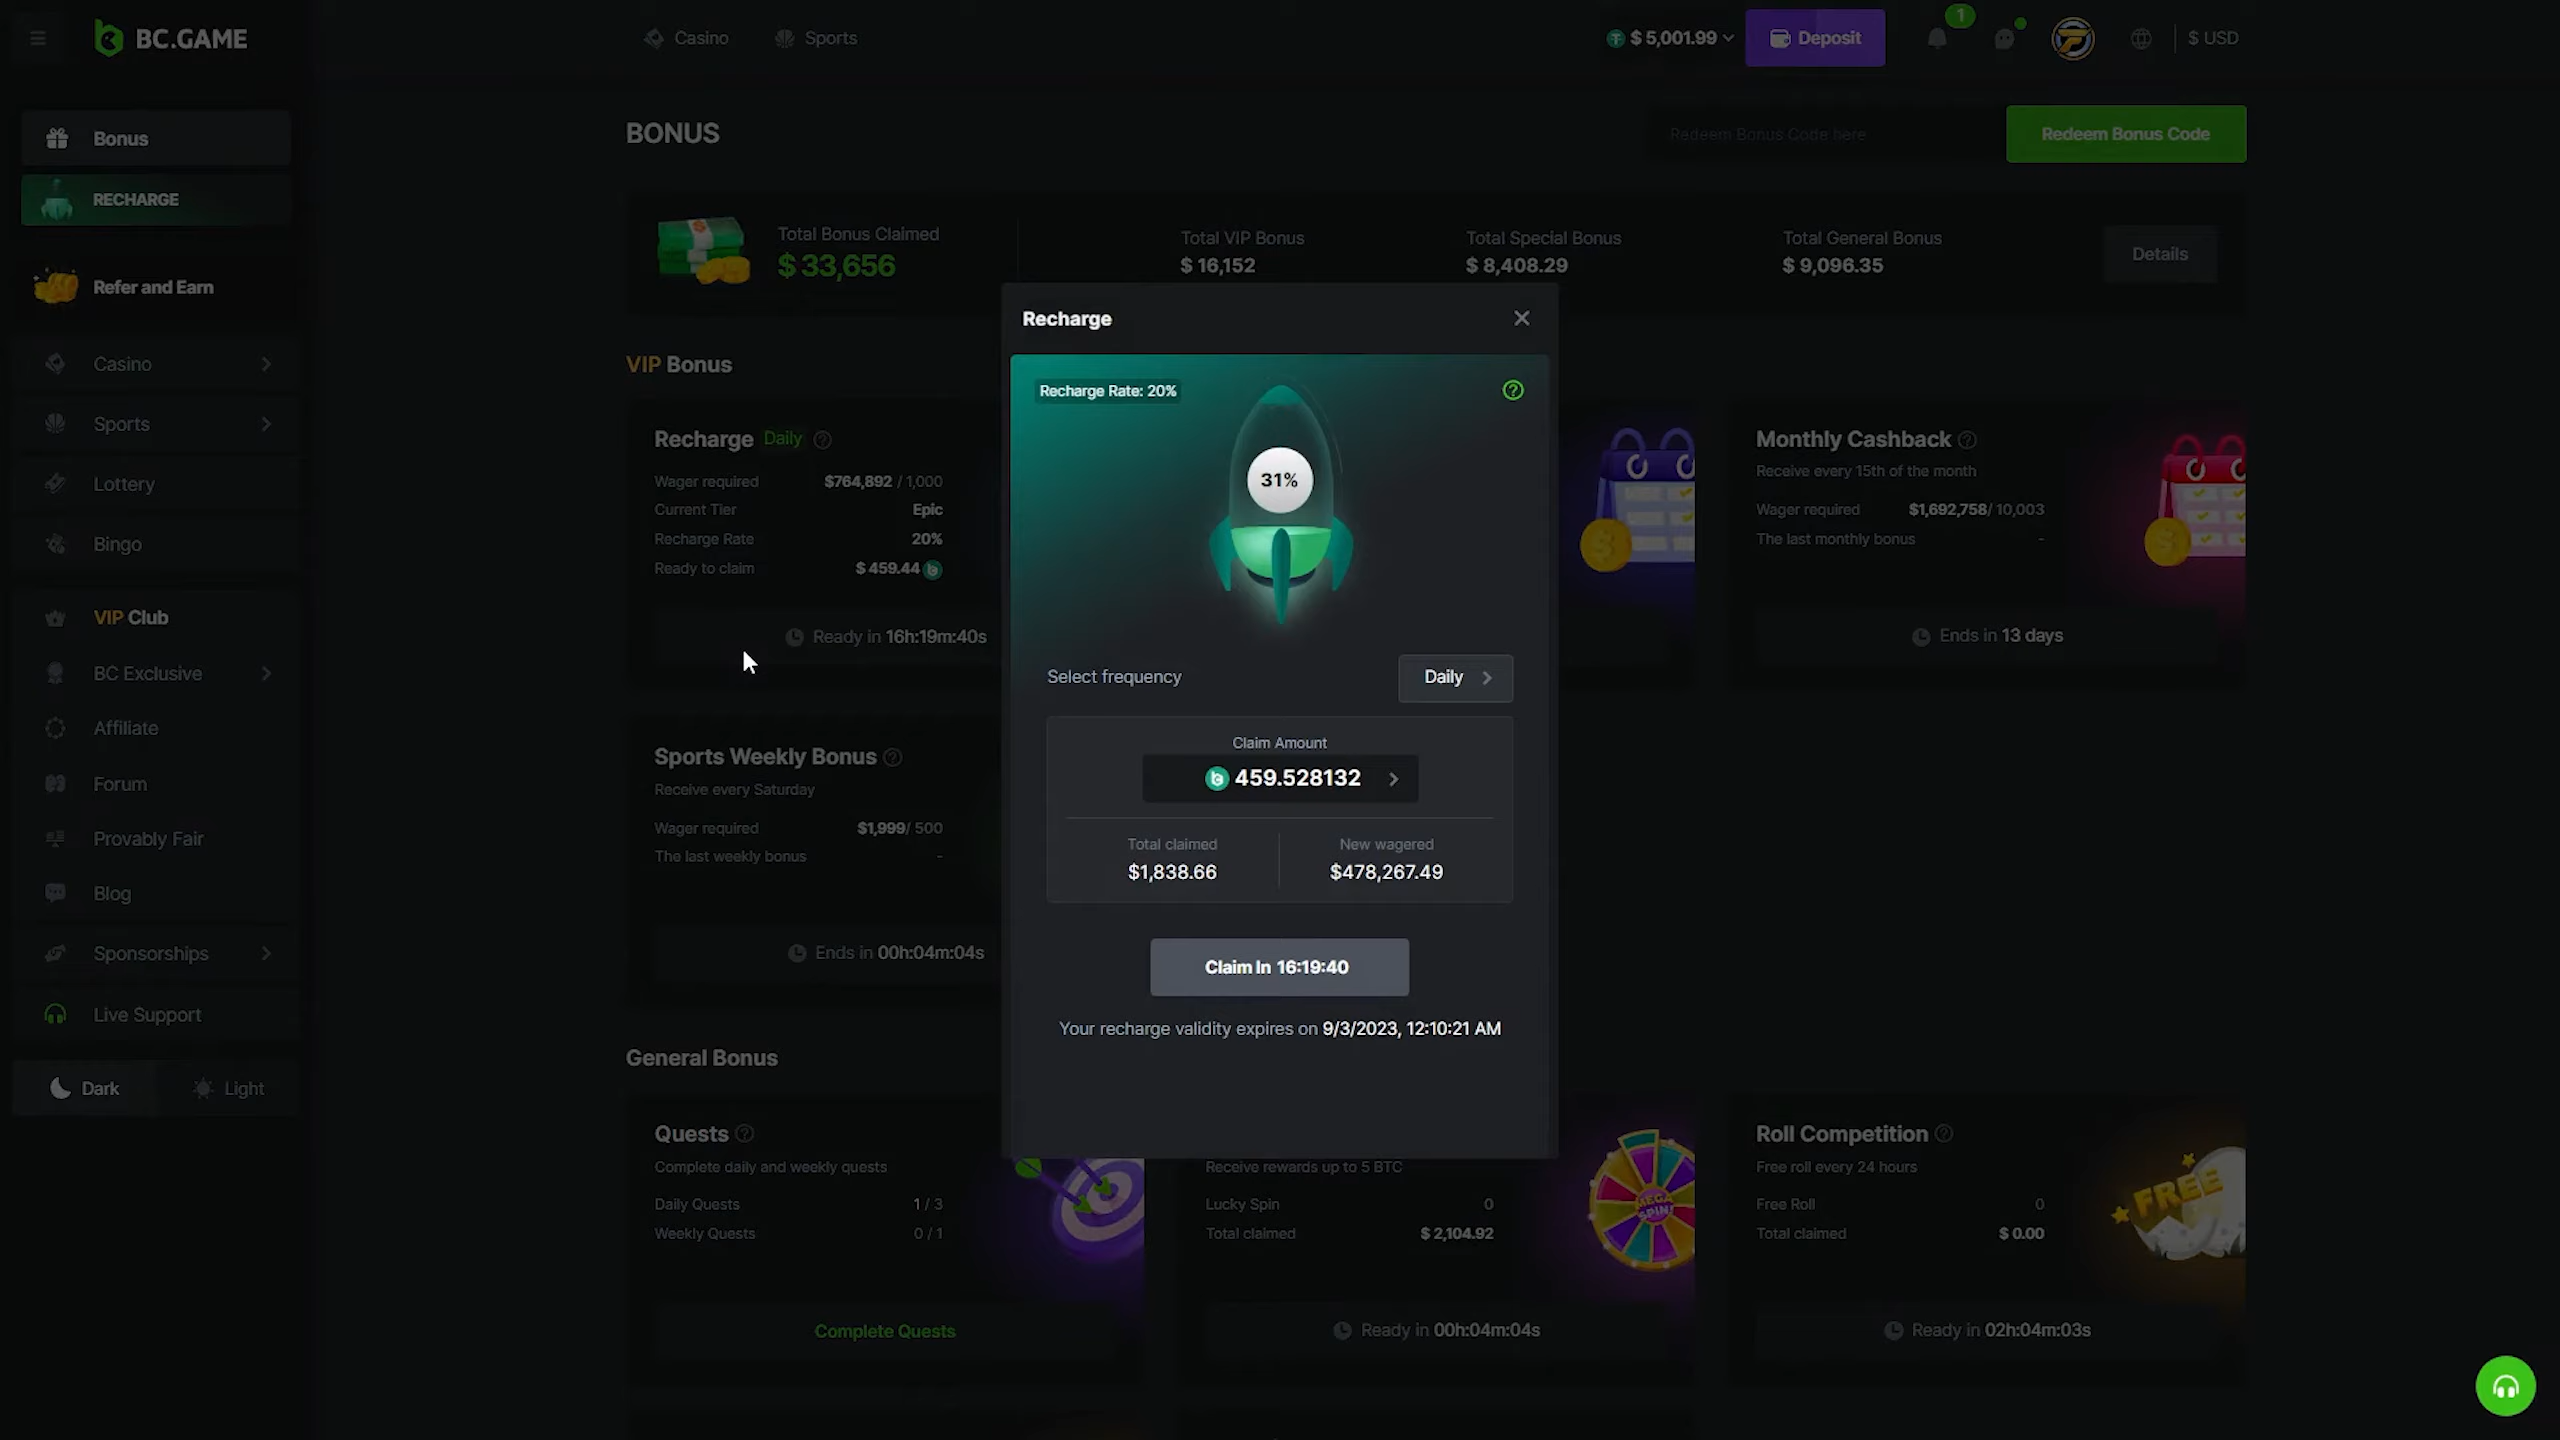 BC.GAME
Casino
Sports
$ 5,001.99
Deposit
1
$ USD
Bonus
RECHARGE
Refer and Earn
Casino
Sports
Lottery
Bingo
VIP Club
BC Exclusive
Affiliate
Forum
Provably Fair
Blog
Sponsorships
Live Support
Dark
Light
BONUS
Redeem Bonus Code here
Redeem Bonus Code
Total Bonus Claimed
$ 33,656
Total VIP Bonus
$ 16,152
Total Special Bonus
$ 8,408.29
Total General Bonus
$ 9,096.35
Details
VIP Bonus
Recharge Daily
Wager required $764,892 / 1,000
Current Tier Epic
Recharge Rate 20%
Ready to claim $ 459.44
Ready in 16h:19m:40s
Recharge
Recharge Rate: 20%
31%
Select frequency
Daily
Claim Amount
459.528132
Total claimed
$1,838.66
New wagered
$478,267.49
Claim In 16:19:40
Your recharge validity expires on 9/3/2023, 12:10:21 AM
Monthly Cashback
Receive every 15th of the month
Wager required $1,692,758/ 10,003
The last monthly bonus -
Ends in 13 days
Sports Weekly Bonus
Receive every Saturday
Wager required $1,999/ 500
The last weekly bonus -
Ends in 00h:04m:04s
General Bonus
Quests
Complete daily and weekly quests
Daily Quests 1 / 3
Weekly Quests 0 / 1
Complete Quests
Receive rewards up to 5 BTC
Lucky Spin 0
Total claimed $ 2,104.92
MEGA
SPIN!
Ready in 00h:04m:04s
Roll Competition
Free roll every 24 hours
Free Roll 0
Total claimed $ 0.00
FREE
Ready in 02h:04m:03s